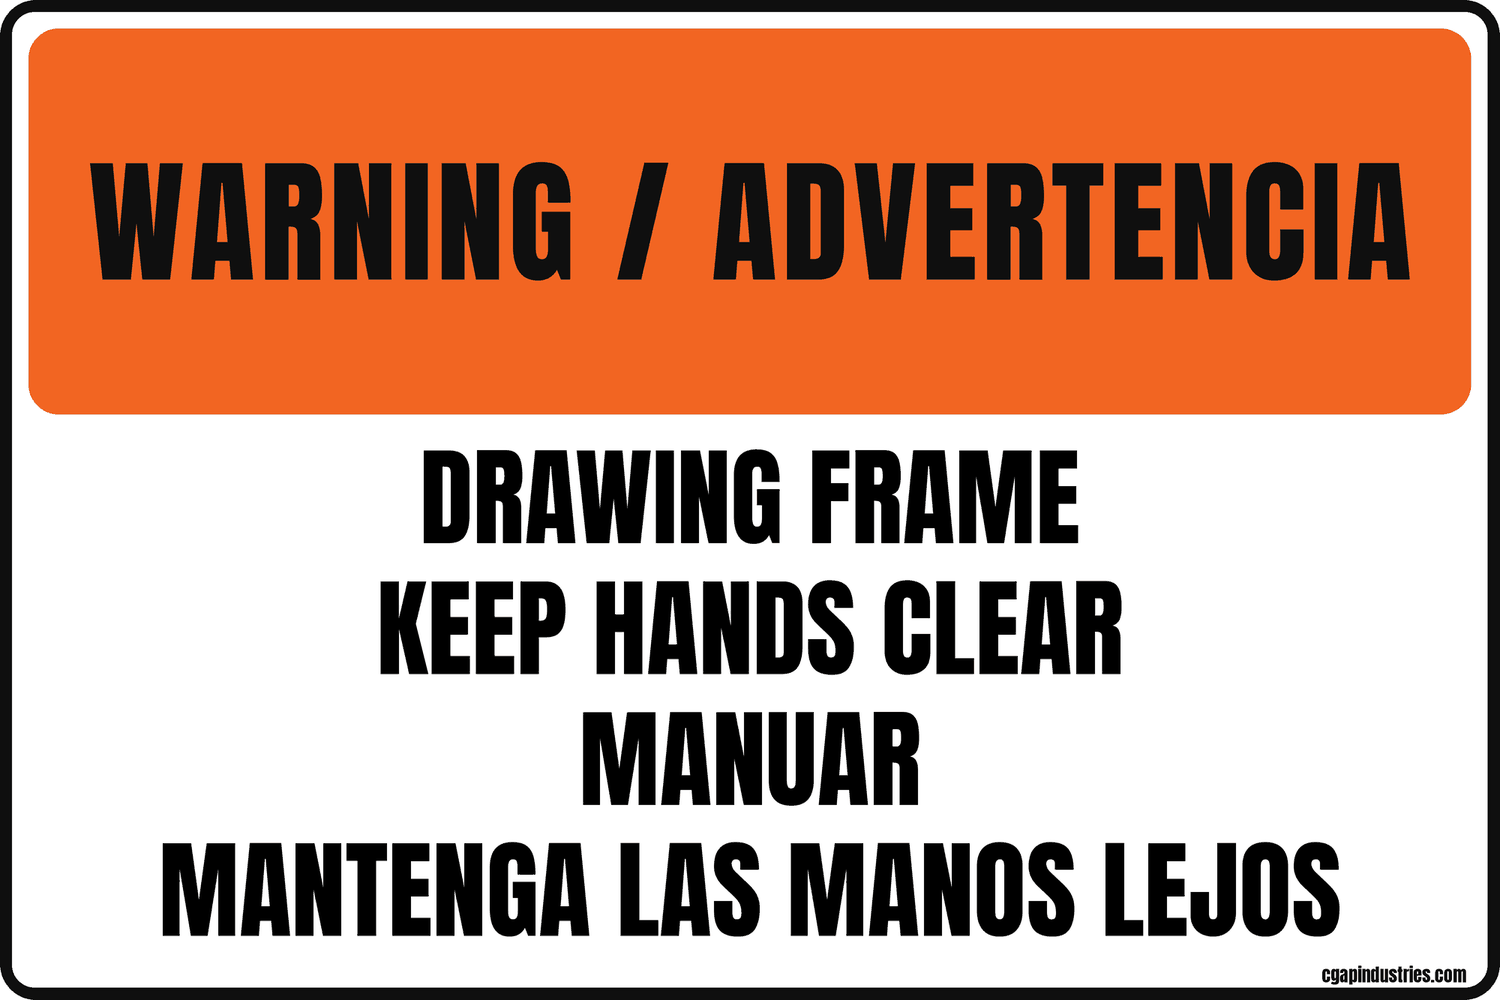 WARNING / ADVERTENCIA
DRAWING FRAME
KEEP HANDS CLEAR
MANUAR
MANTENGA LAS MANOS LEJOS
cgapindustries.com